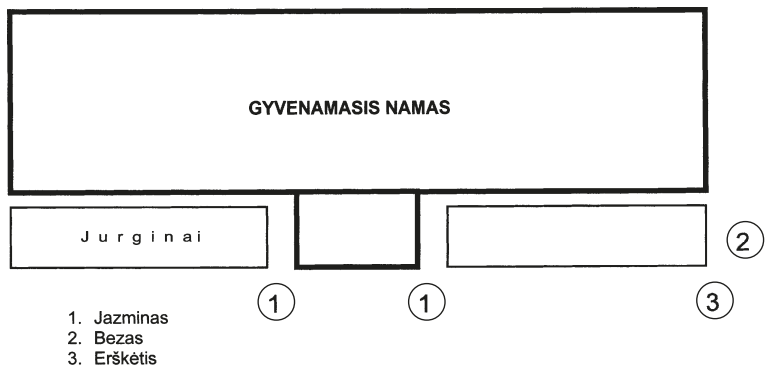 GYVENAMASIS NAMAS
Jurginai
2
1
1
3
1. Jazminas
2. Bezas
3. Erškėtis